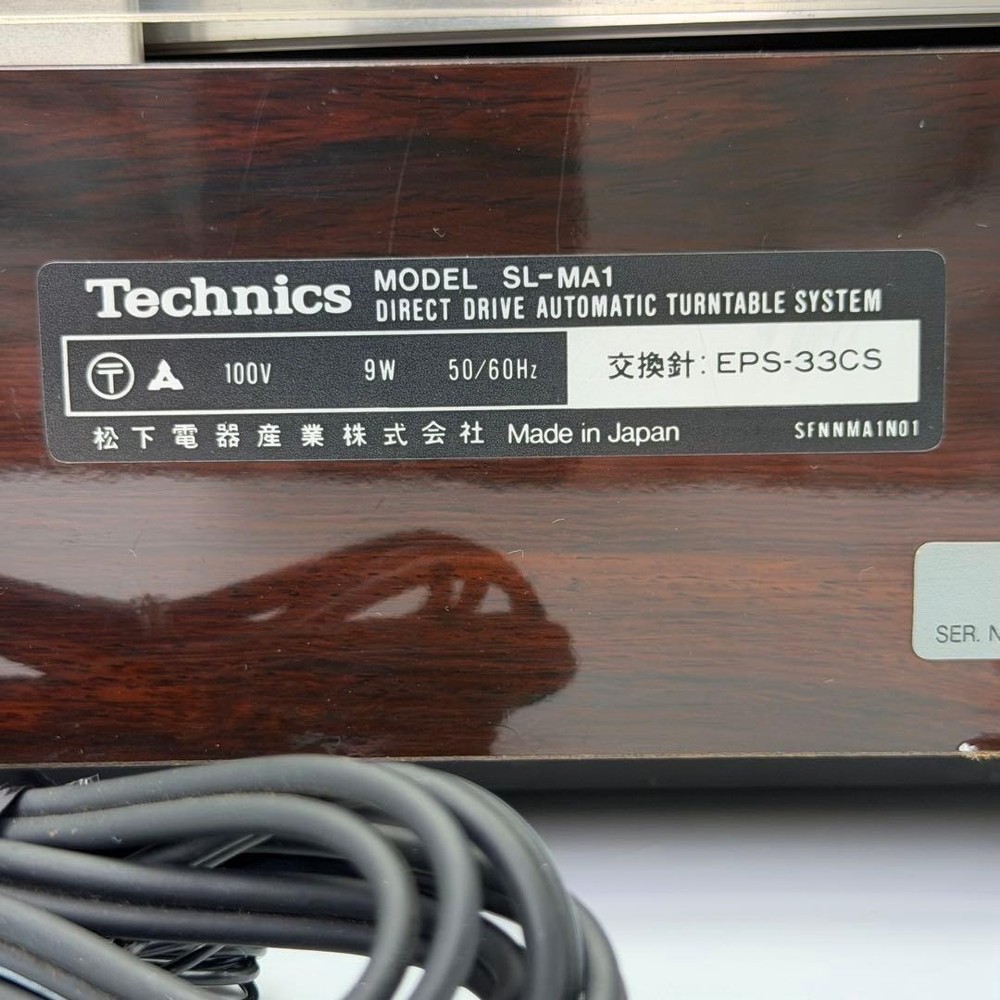 Technics MODEL SL-MA1
DIRECT DRIVE AUTOMATIC TURNTABLE SYSTEM
〒 A 100V 9W 50/60Hz 交換針: EPS-33CS
松下電器産業株式会社 Made in Japan SFNNMA1N01
SER. N